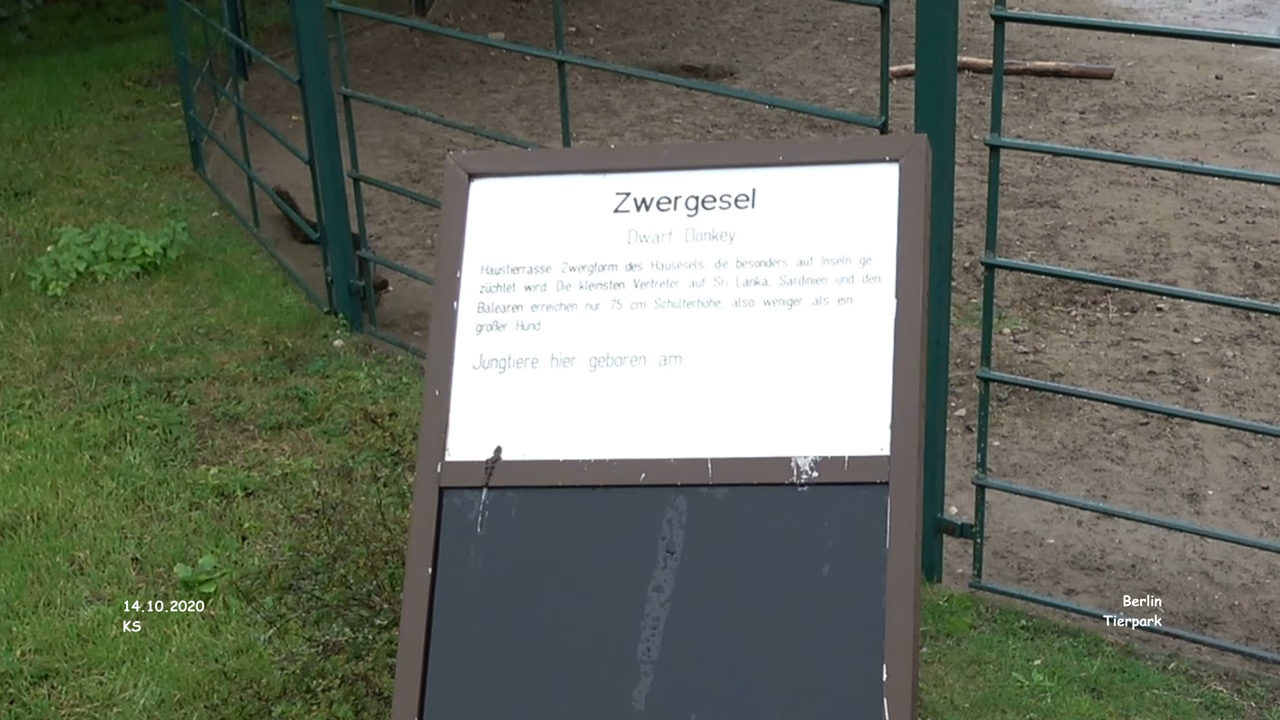 Zwergesel
Dwarf Donkey
Haustierrasse. Zwergform des Hausesels, die besonders auf Inseln ge-
züchtet wird. Die kleinsten Vertreter auf Sri Lanka, Sardinien und den
Balearen erreichen nur 75 cm Schulterhöhe, also weniger als ein
großer Hund.
Jungtiere hier geboren am:
14.10.2020
KS
Berlin
Tierpark